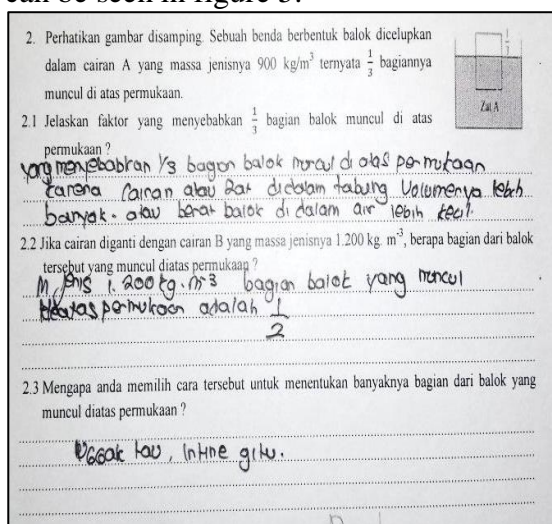 2. Perhatikan gambar disamping. Sebuah benda berbentuk balok dicelupkan
dalam cairan A yang massa jenisnya 900 kg/m³ ternyata 1/3 bagiannya
muncul di atas permukaan.
1/3
Zat A
2.1 Jelaskan faktor yang menyebabkan 1/3 bagian balok muncul di atas
permukaan ?
yang menyebabkan 1/3 bagian balok muncul di atas permukaan
karena Cairan atau zat didalam tabung Volumenya lebih
banyak. atau berat balok di dalam air lebih kecil.
2.2 Jika cairan diganti dengan cairan B yang massa jenisnya 1.200 kg. m⁻³, berapa bagian dari balok
tersebut yang muncul diatas permukaan ?
M. jenis 1.200 kg.m⁻³ bagian balok yang muncul
diatas permukaan adalah 1/2
2.3 Mengapa anda memilih cara tersebut untuk menentukan banyaknya bagian dari balok yang
muncul diatas permukaan ?
Nggak tau, intine gitu.